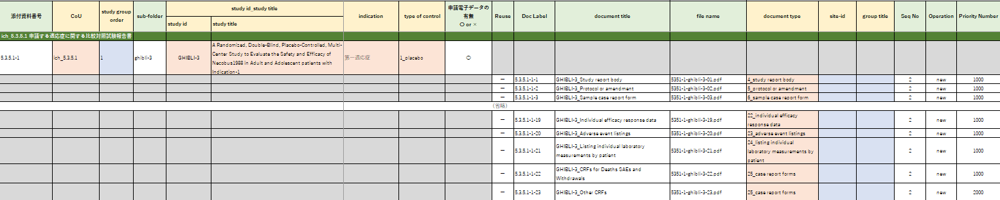 添付資料番号 CoU study group order sub-folder study id_study title indication type of control 申請電子データの有無 〇 or × Reuse Doc Label document title file name document type site-id group title Seq No Operation Priority Number
study id study title
ich_5.3.5.1 申請する適応症に関する比較対照試験報告書
5.3.5.1-1 ich_5.3.5.1 1 ghibli-3 GHIBLI-3 A Randomized, Double-Blind, Placebo-Controlled, Multi-Center Study to Evaluate the Safety and Efficacy of Necobus1988 in Adult and Adolescent patients with Indication-1 第一適応症 1_placebo 〇
― 5.3.5.1-1-1 GHIBLI-3_Study report body 5351-1-ghibli-3-01.pdf 4_study report body 2 new 1000
― 5.3.5.1-1-2 GHIBLI-3_Protocol or amendment 5351-1-ghibli-3-02.pdf 5_protocol or amendment 2 new 1000
― 5.3.5.1-1-3 GHIBLI-3_Sample case report form 5351-1-ghibli-3-03.pdf 6_sample case report form 2 new 1000
（省略）
― 5.3.5.1-1-19 GHIBLI-3_Individual efficacy response data 5351-1-ghibli-3-19.pdf 22_individual efficacy response data 2 new 1000
― 5.3.5.1-1-20 GHIBLI-3_Adverse event listings 5351-1-ghibli-3-20.pdf 23_adverse event listings 2 new 1000
― 5.3.5.1-1-21 GHIBLI-3_Listing individual laboratory measurements by patient 5351-1-ghibli-3-21.pdf 24_listing individual laboratory measurements by patient 2 new 1000
― 5.3.5.1-1-22 GHIBLI-3_CRFs for Deaths SAEs and Withdrawals 5351-1-ghibli-3-22.pdf 25_case report forms 2 new 1000
― 5.3.5.1-1-23 GHIBLI-3_Other CRFs 5351-1-ghibli-3-23.pdf 25_case report forms 2 new 2000